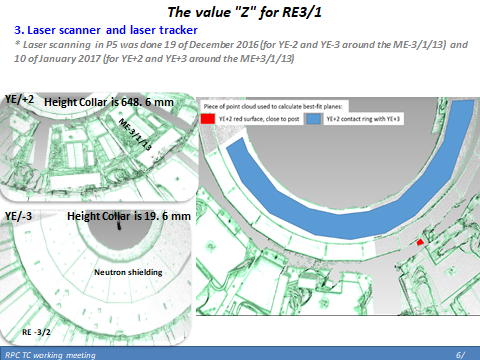 The value "Z" for RE3/1
3. Laser scanner and laser tracker
* Laser scanning in P5 was done 19 of December 2016 (for YE-2 and YE-3 around the ME-3/1/13) and
10 of January 2017 (for YE+2 and YE+3 around the ME+3/1/13)
YE/+2
Height Collar is 648. 6 mm
ME-3/1/13
Piece of point cloud used to calculate best-fit planes:
YE+2 red surface, close to post
YE+2 contact ring with YE+3
YE/-3
Height Collar is 19. 6 mm
Neutron shielding
RE -3/2
RPC TC working meeting
6/